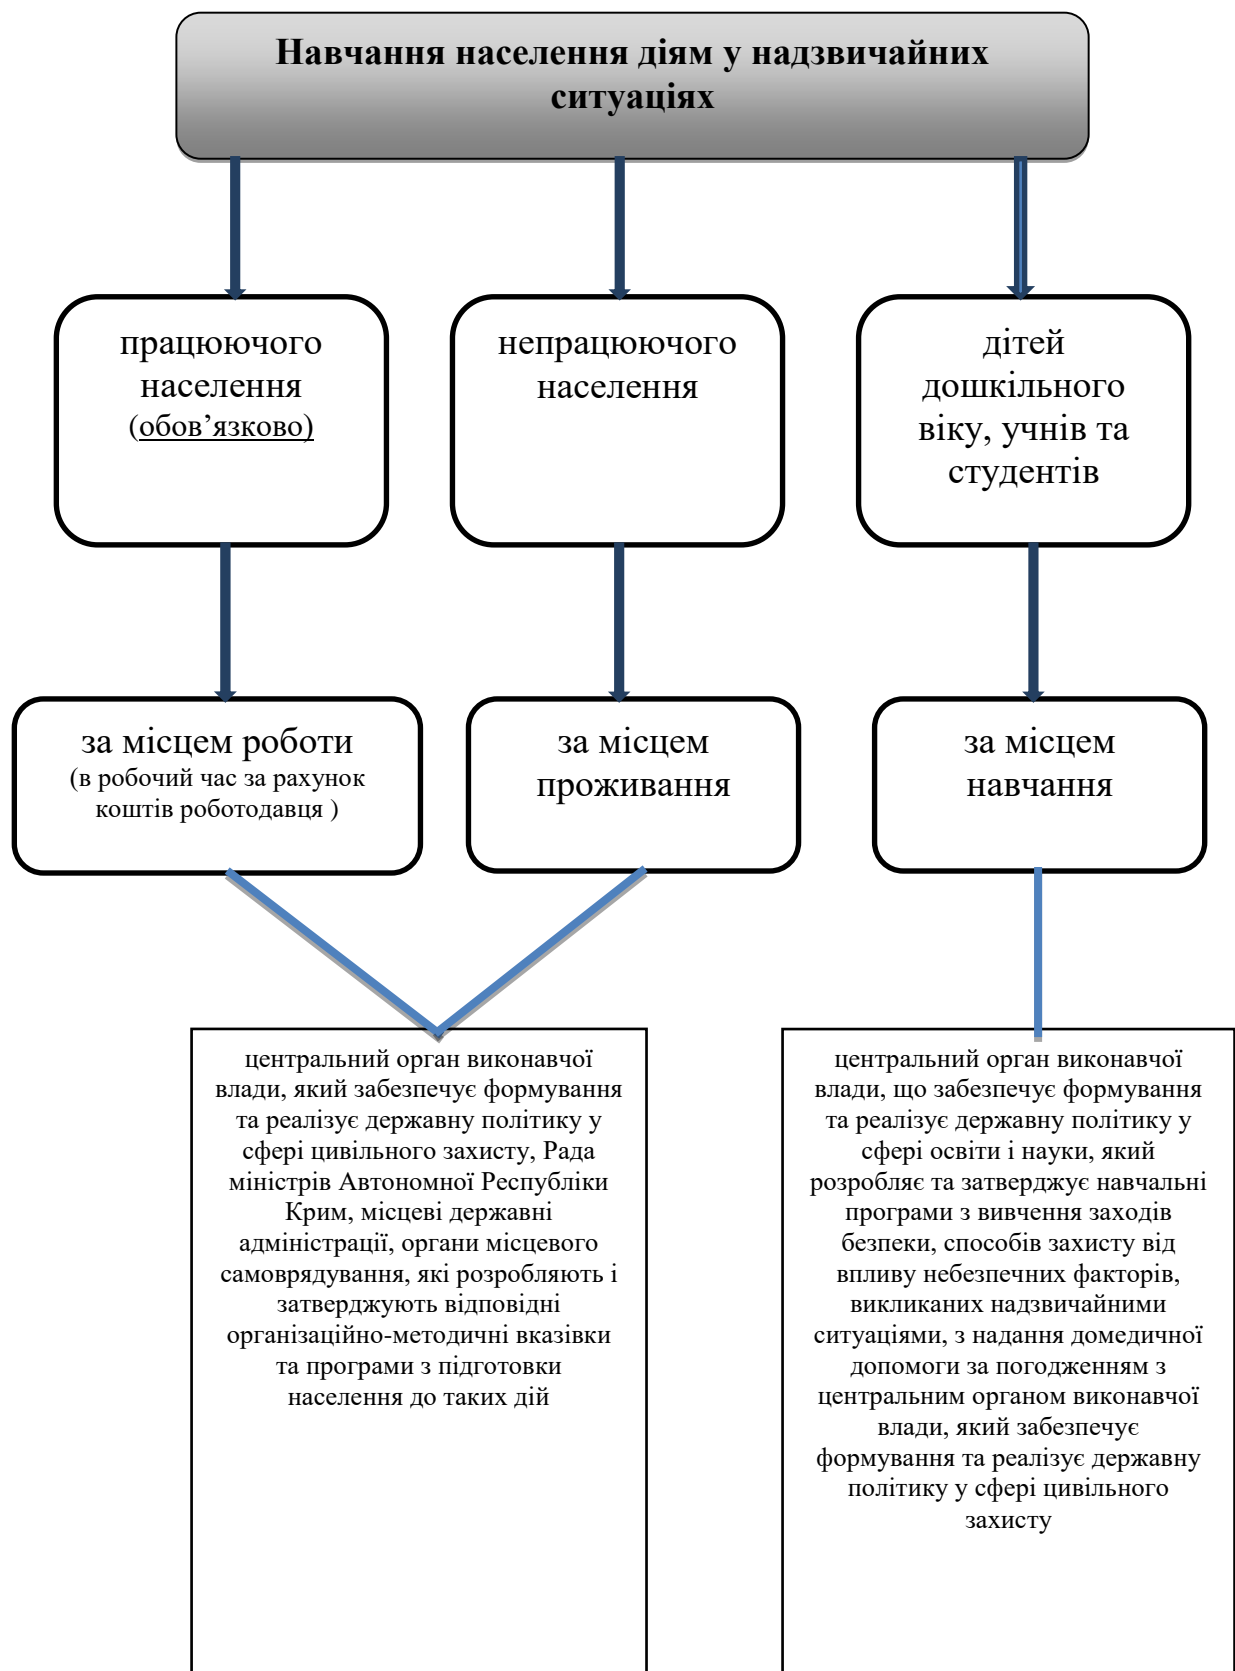 Навчання населення діям у надзвичайних
ситуаціях
працюючого
населення
(обов’язково)
непрацюючого
населення
дітей
дошкільного
віку, учнів та
студентів
за місцем роботи
(в робочий час за рахунок
коштів роботодавця )
за місцем
проживання
за місцем
навчання
центральний орган виконавчої
влади, який забезпечує формування
та реалізує державну політику у
сфері цивільного захисту, Рада
міністрів Автономної Республіки
Крим, місцеві державні
адміністрації, органи місцевого
самоврядування, які розробляють і
затверджують відповідні
організаційно-методичні вказівки
та програми з підготовки
населення до таких дій
центральний орган виконавчої
влади, що забезпечує формування
та реалізує державну політику у
сфері освіти і науки, який
розробляє та затверджує навчальні
програми з вивчення заходів
безпеки, способів захисту від
впливу небезпечних факторів,
викликаних надзвичайними
ситуаціями, з надання домедичної
допомоги за погодженням з
центральним органом виконавчої
влади, який забезпечує
формування та реалізує державну
політику у сфері цивільного
захисту